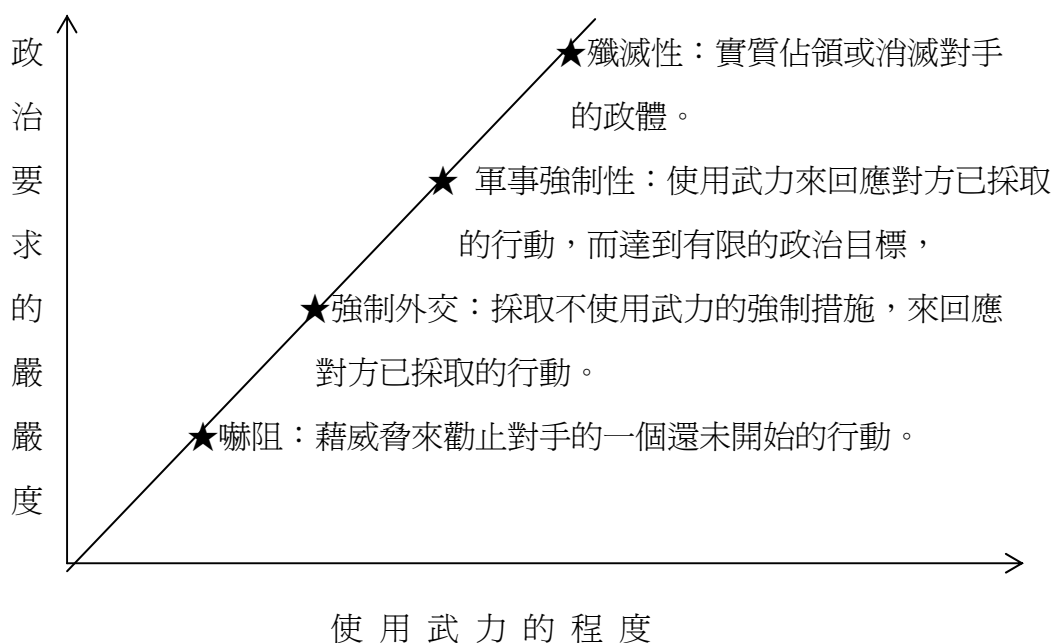 政治要求的嚴嚴度
★殲滅性：實質佔領或消滅對手
的政體。
★ 軍事強制性：使用武力來回應對方已採取
的行動，而達到有限的政治目標，
★強制外交：採取不使用武力的強制措施，來回應
對方已採取的行動。
★嚇阻：藉威脅來勸止對手的一個還未開始的行動。
使用武力的程度